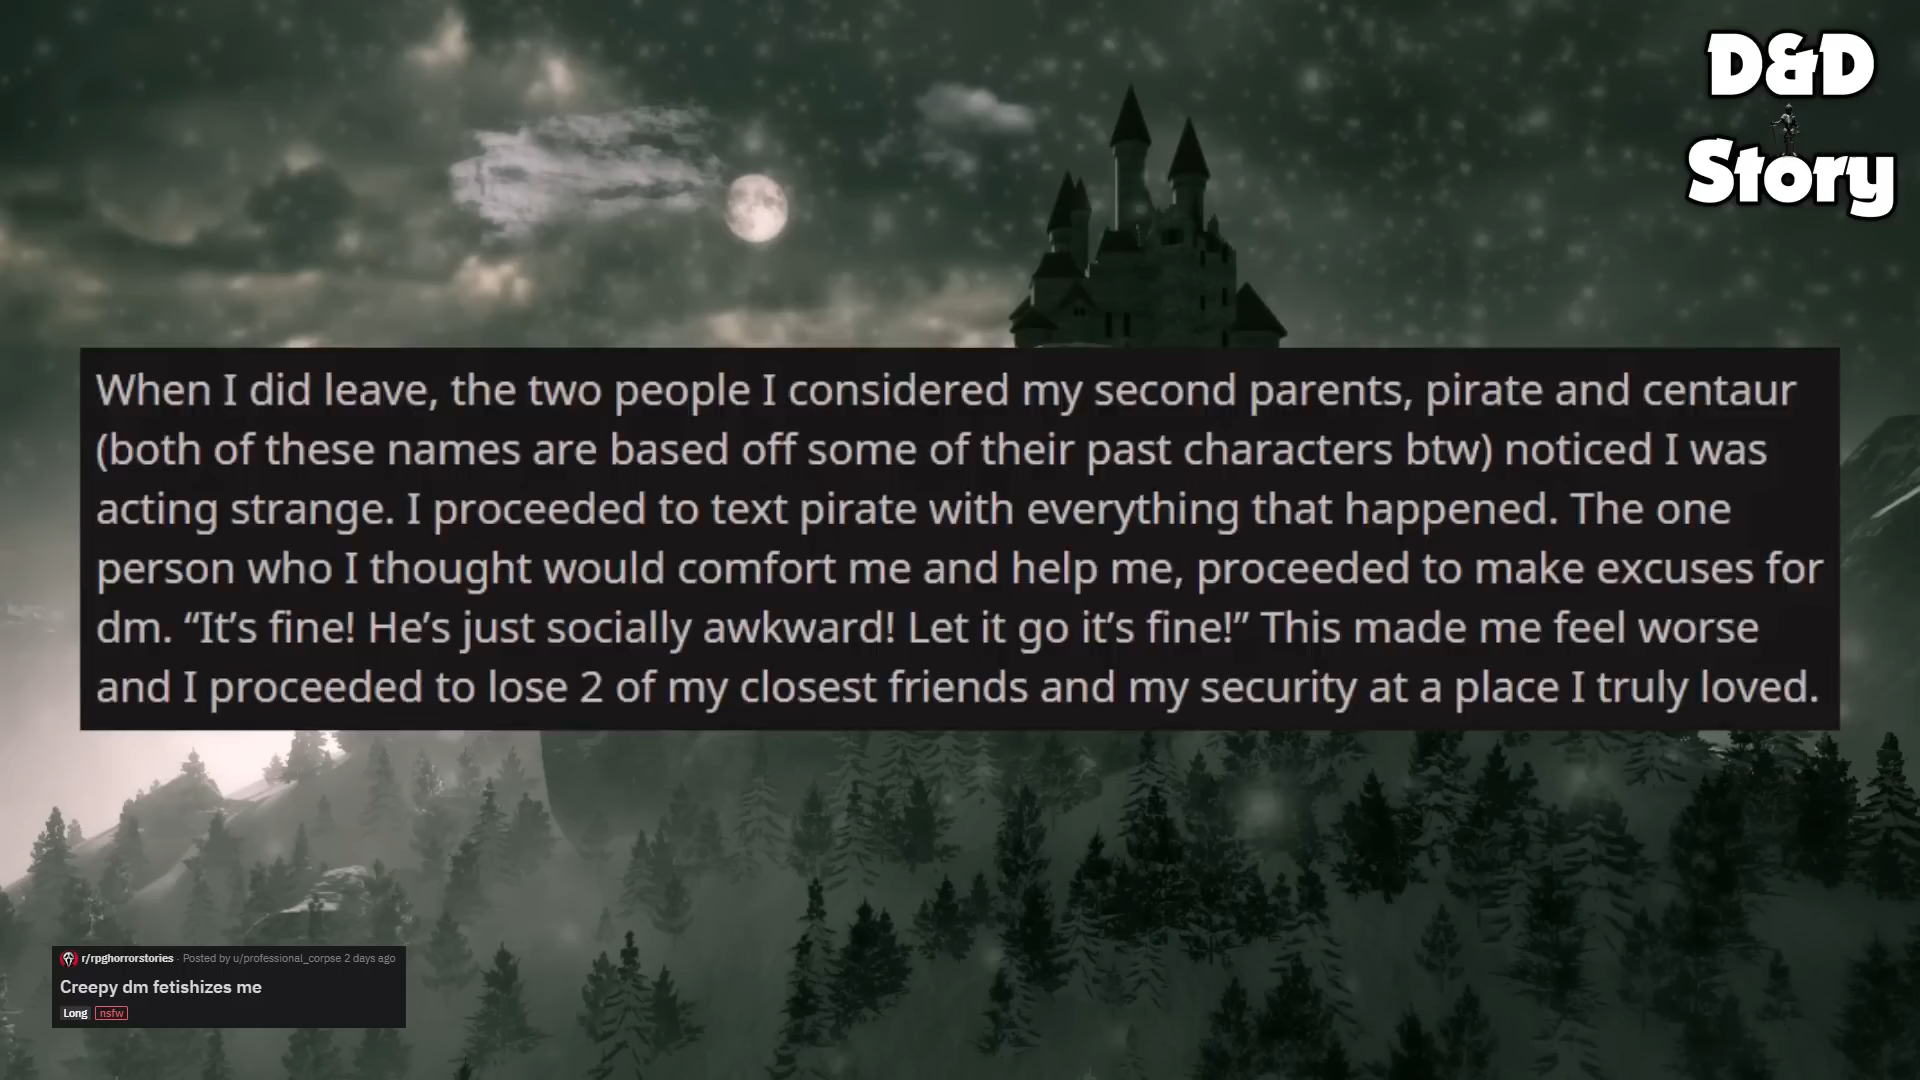 D&D
Story
When I did leave, the two people I considered my second parents, pirate and centaur
(both of these names are based off some of their past characters btw) noticed I was
acting strange. I proceeded to text pirate with everything that happened. The one
person who I thought would comfort me and help me, proceeded to make excuses for
dm. “It’s fine! He’s just socially awkward! Let it go it’s fine!” This made me feel worse
and I proceeded to lose 2 of my closest friends and my security at a place I truly loved.
r/rpghorrorstories · Posted by u/professional_corpse 2 days ago
Creepy dm fetishizes me
Long nsfw